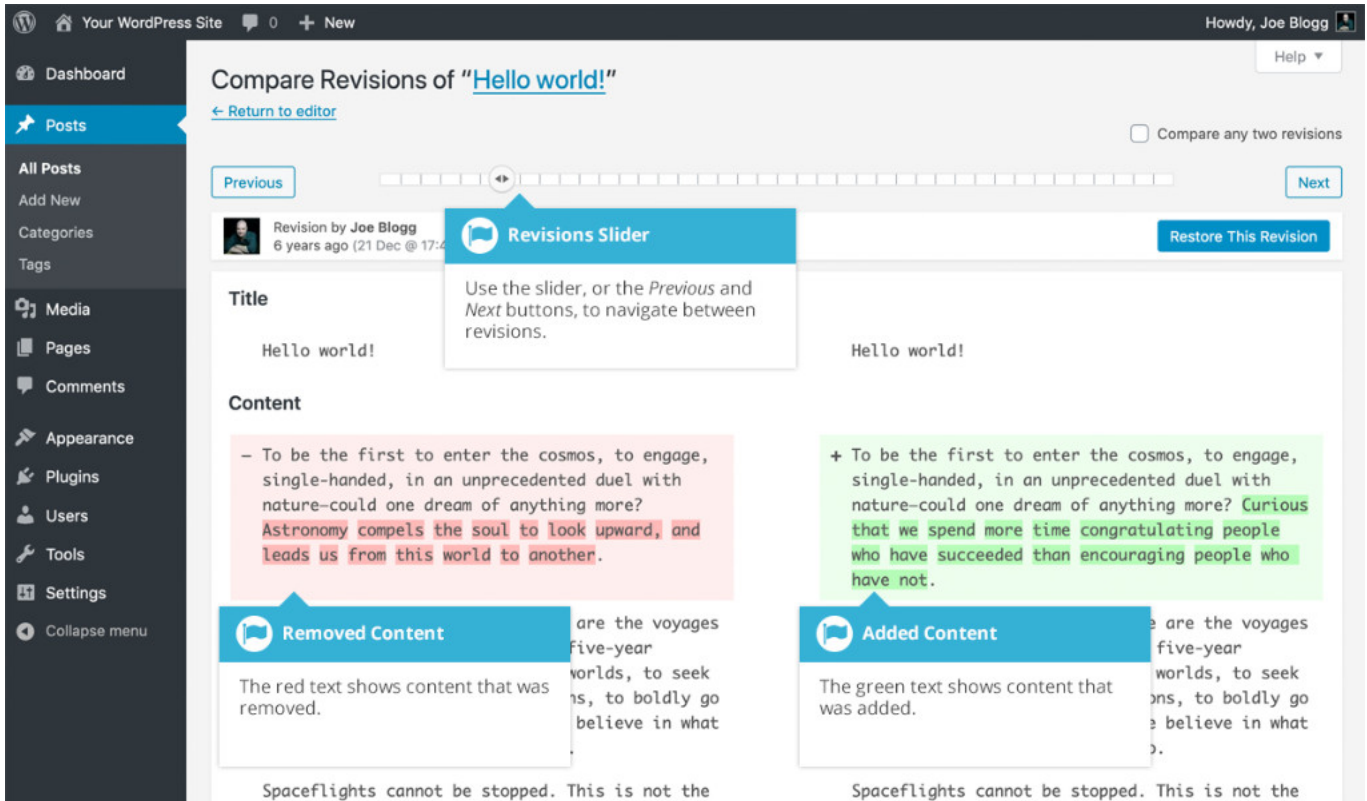 Your WordPress Site 0 + New Howdy, Joe Blogg
Help
Dashboard
Posts
All Posts
Add New
Categories
Tags
Media
Pages
Comments
Appearance
Plugins
Users
Tools
Settings
Collapse menu
Compare Revisions of “Hello world!”
← Return to editor
Compare any two revisions
Previous
Next
Revision by Joe Blogg
6 years ago (21 Dec @ 17:4
Restore This Revision
Revisions Slider
Use the slider, or the Previous and
Next buttons, to navigate between
revisions.
Title
Hello world!
Hello world!
Content
– To be the first to enter the cosmos, to engage,
single-handed, in an unprecedented duel with
nature—could one dream of anything more?
Astronomy compels the soul to look upward, and
leads us from this world to another.
+ To be the first to enter the cosmos, to engage,
single-handed, in an unprecedented duel with
nature—could one dream of anything more? Curious
that we spend more time congratulating people
who have succeeded than encouraging people who
have not.
Removed Content
The red text shows content that was
removed.
are the voyages
five-year
worlds, to seek
ns, to boldly go
believe in what
.
Added Content
The green text shows content that
was added.
e are the voyages
five-year
worlds, to seek
ons, to boldly go
e believe in what
o.
Spaceflights cannot be stopped. This is not the
Spaceflights cannot be stopped. This is not the